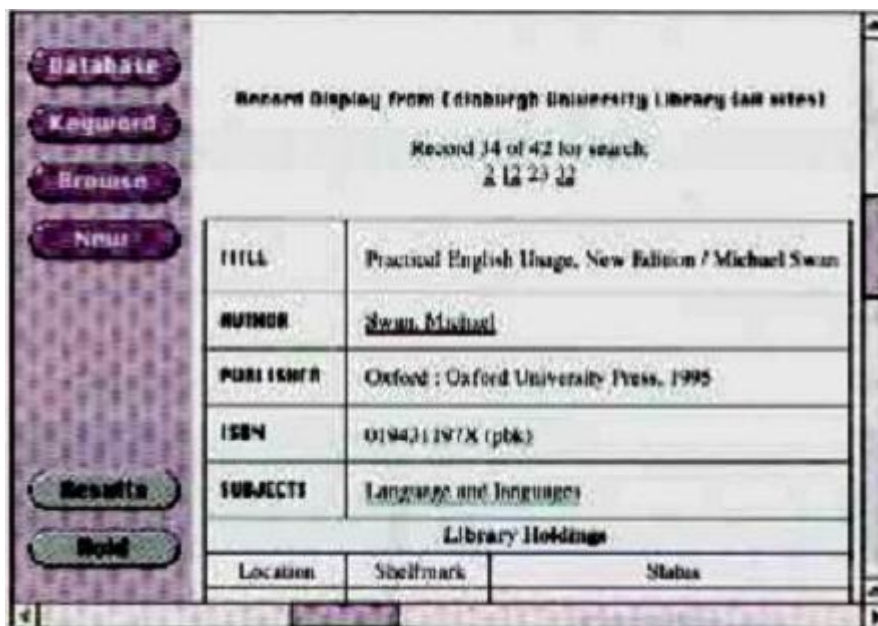 Database
Keyword
Browse
New
Results
Hold
Record Display from Edinburgh University Library (all sites)
Record 34 of 42 for search:
TITLE Practical English Usage, New Edition / Michael Swan
AUTHOR Swan, Michael
PUBLISHER Oxford : Oxford University Press, 1995
ISBN 019431197X (pbk)
SUBJECTS Language and languages
Library Holdings
Location Shelfmark Status